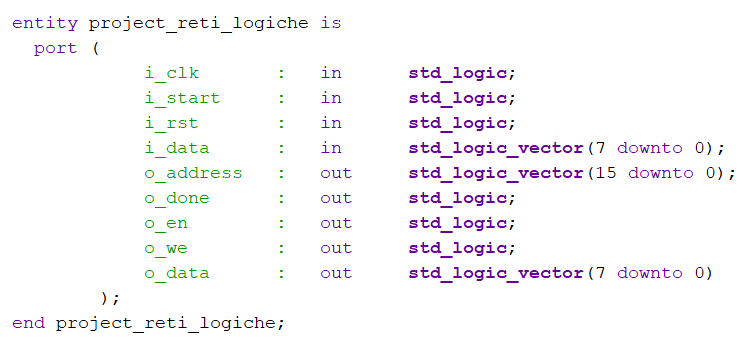 entity project_reti_logiche is
port (
i_clk : in std_logic;
i_start : in std_logic;
i_rst : in std_logic;
i_data : in std_logic_vector(7 downto 0);
o_address : out std_logic_vector(15 downto 0);
o_done : out std_logic;
o_en : out std_logic;
o_we : out std_logic;
o_data : out std_logic_vector(7 downto 0)
);
end project_reti_logiche;